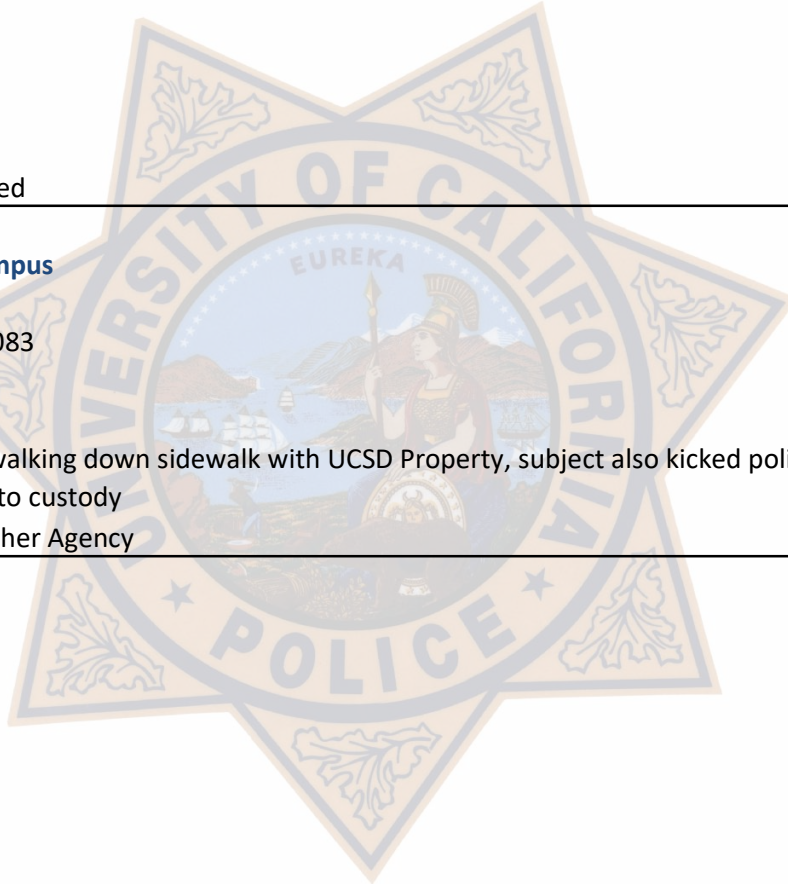 ed
npus
083
walking down sidewalk with UCSD Property, subject also kicked poli
to custody
her Agency
EUREKA
UNIVERSITY OF CALIFORNIA
★ POLICE ★